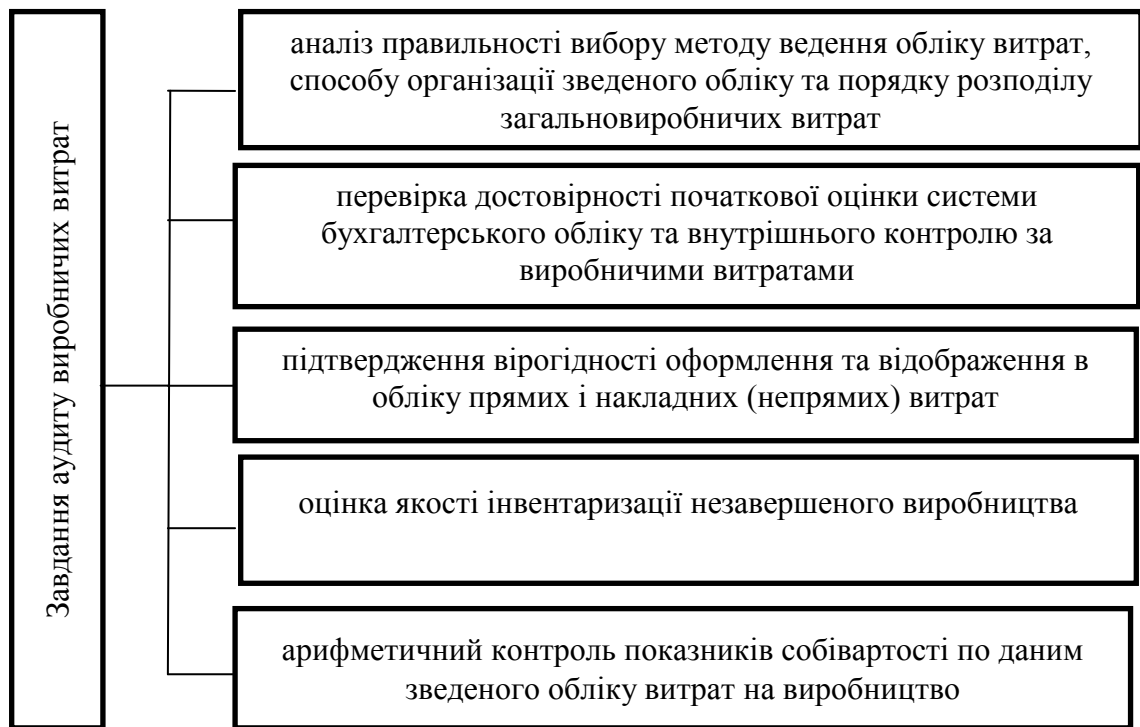 Завдання аудиту виробничих витрат
аналіз правильності вибору методу ведення обліку витрат,
способу організації зведеного обліку та порядку розподілу
загальновиробничих витрат
перевірка достовірності початкової оцінки системи
бухгалтерського обліку та внутрішнього контролю за
виробничими витратами
підтвердження вірогідності оформлення та відображення в
обліку прямих і накладних (непрямих) витрат
оцінка якості інвентаризації незавершеного виробництва
арифметичний контроль показників собівартості по даним
зведеного обліку витрат на виробництво